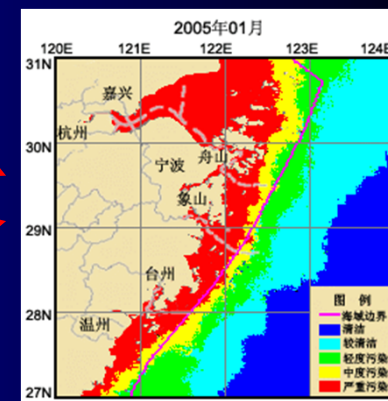 2005年01月
120E 121E 122E 123E 124E
31N
嘉兴
杭州
30N
宁波 舟山
象山
29N
台州
28N
温州
27N
图 例
海域边界
清洁
较清洁
轻度污染
中度污染
严重污染